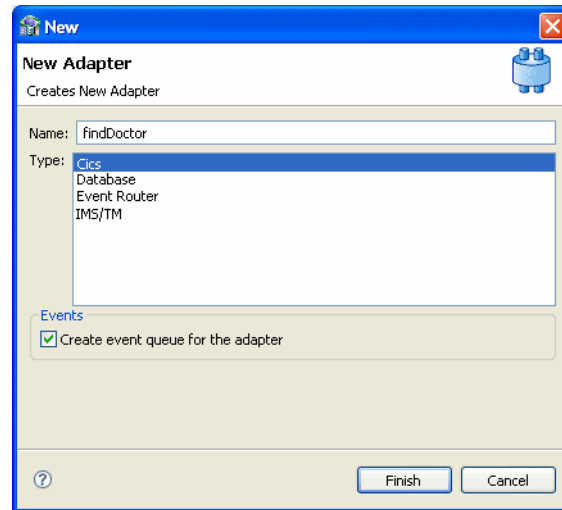 New
New Adapter
Creates New Adapter
Name: findDoctor
Type: Cics
Database
Event Router
IMS/TM
Events
Create event queue for the adapter
? Finish Cancel